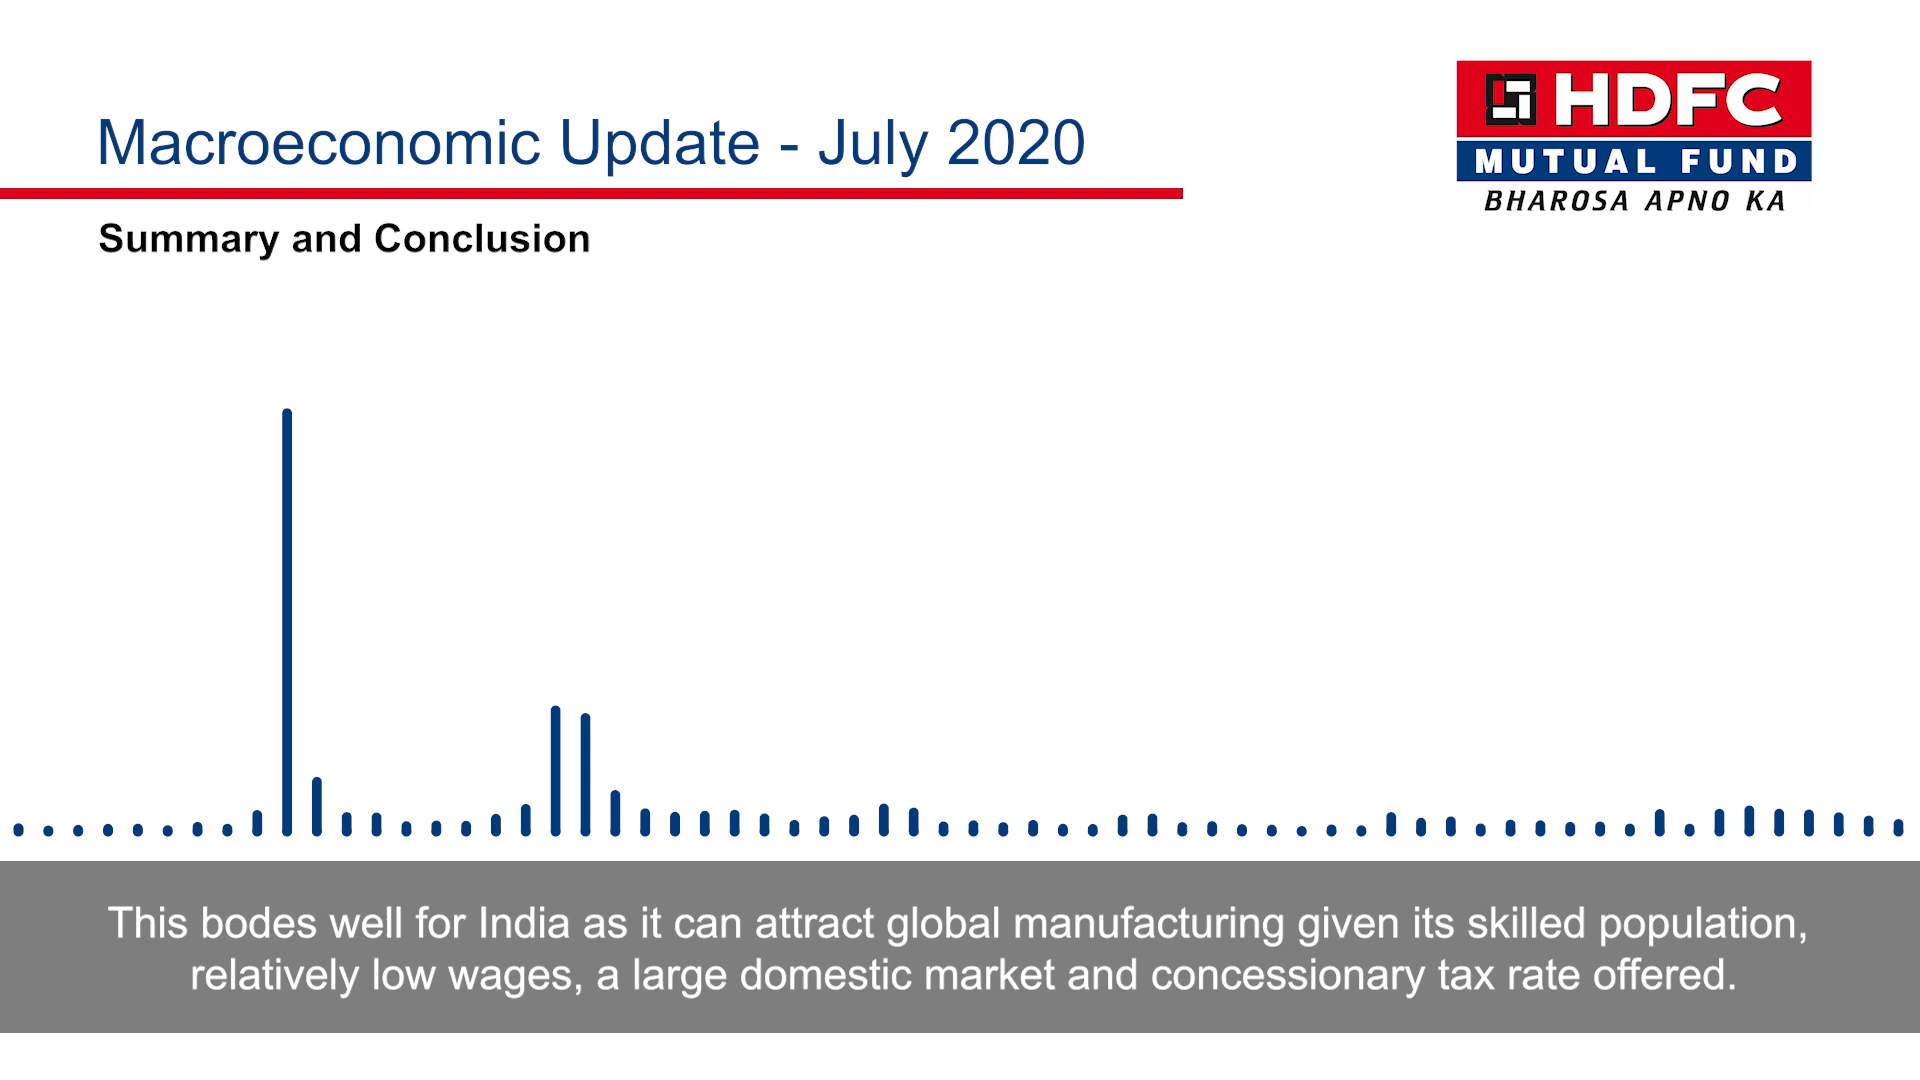 Macroeconomic Update - July 2020
HDFC
MUTUAL FUND
BHAROSA APNO KA
Summary and Conclusion
This bodes well for India as it can attract global manufacturing given its skilled population,
relatively low wages, a large domestic market and concessionary tax rate offered.